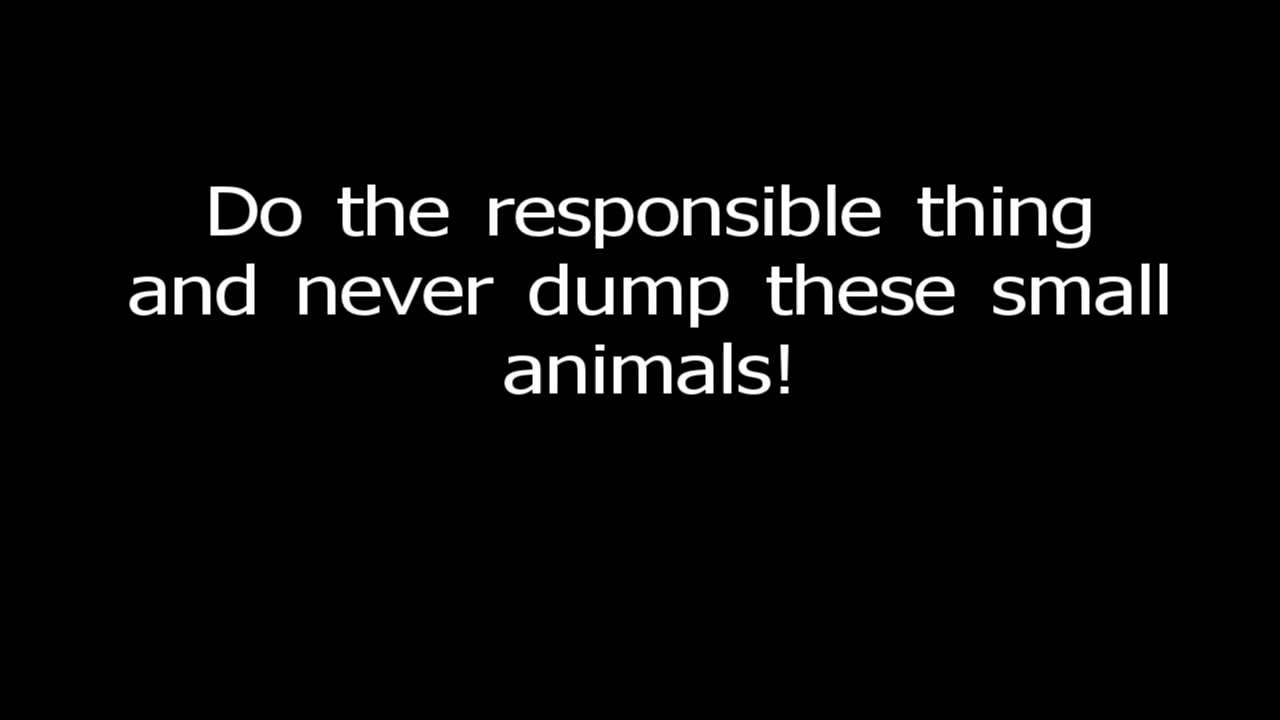 Do the responsible thing
and never dump these small
animals!